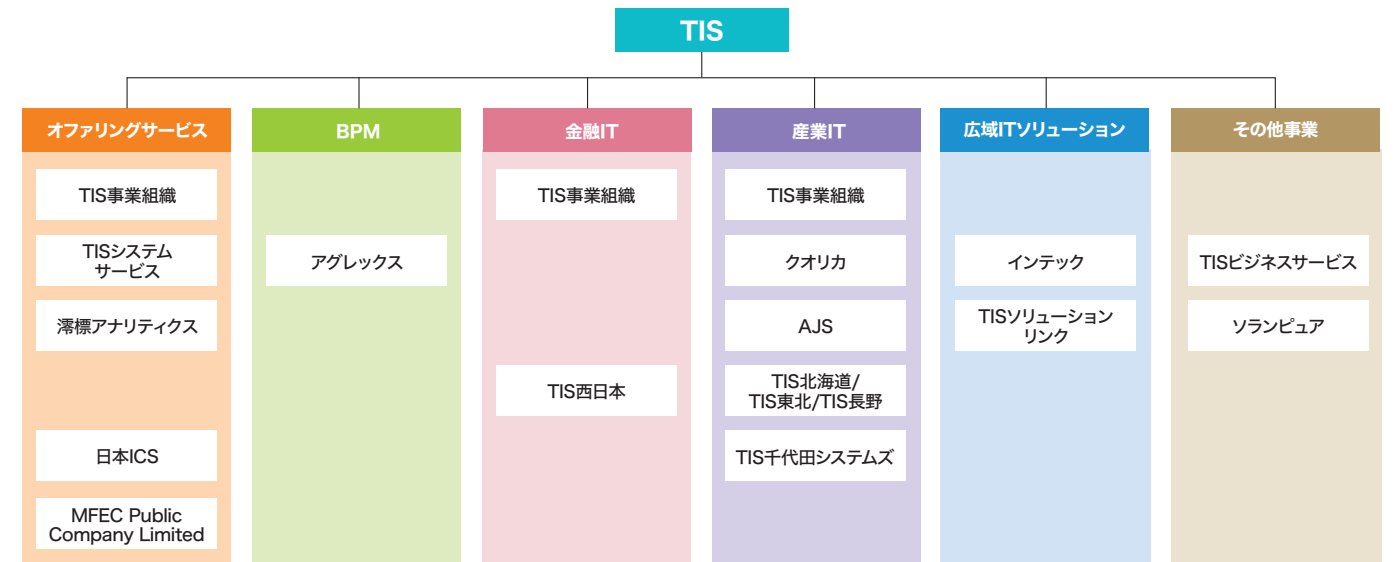 TIS
オファリングサービス
TIS事業組織
TISシステム
サービス
澪標アナリティクス
日本ICS
MFEC Public
Company Limited
BPM
アグレックス
金融IT
TIS事業組織
TIS西日本
産業IT
TIS事業組織
クオリカ
AJS
TIS北海道/
TIS東北/TIS長野
TIS千代田システムズ
広域ITソリューション
インテック
TISソリューション
リンク
その他事業
TISビジネスサービス
ソランピュア